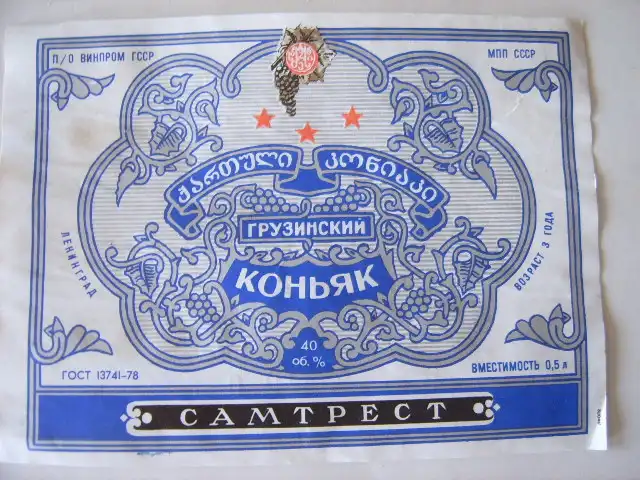 П/О ВИНПРОМ ГССР
МПП СССР
ქართული კონიაკი
ГРУЗИНСКИЙ
КОНЬЯК
ЛЕНИНГРАД
ВОЗРАСТ 3 ГОДА
40
об. %
ГОСТ 13741-78
ВМЕСТИМОСТЬ 0,5 л
САМТРЕСТ